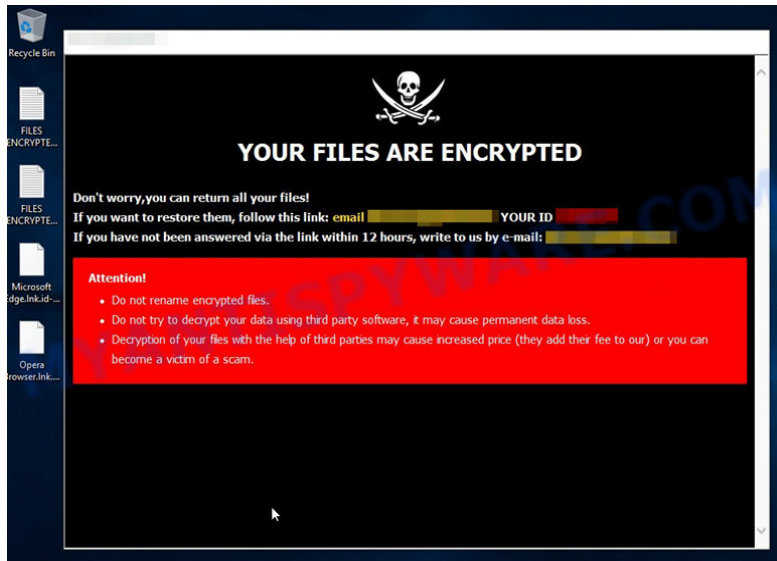 Recycle Bin
FILES
ENCRYPTE...
FILES
ENCRYPTE...
Microsoft
Edge.lnk.id-...
Opera
Browser.lnk....
YOUR FILES ARE ENCRYPTED
Don't worry,you can return all your files!
If you want to restore them, follow this link: email YOUR ID
If you have not been answered via the link within 12 hours, write to us by e-mail:
Attention!
• Do not rename encrypted files.
• Do not try to decrypt your data using third party software, it may cause permanent data loss.
• Decryption of your files with the help of third parties may cause increased price (they add their fee to our) or you can
become a victim of a scam.
MYANTISPYWARE.COM